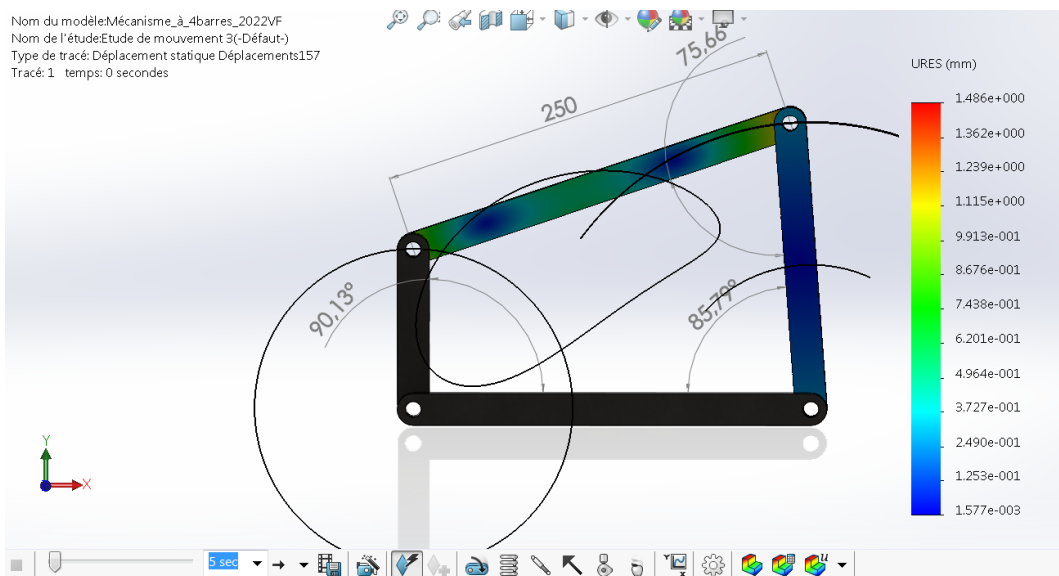 Nom du modèle:Mécanisme_à_4barres_2022VF
Nom de l'étude:Etude de mouvement 3(-Défaut-)
Type de tracé: Déplacement statique Déplacements157
Tracé: 1 temps: 0 secondes
75,66°
URES (mm)
250
1.486e+000
1.362e+000
1.239e+000
1.115e+000
9.913e-001
8.676e-001
7.438e-001
6.201e-001
4.964e-001
3.727e-001
2.490e-001
1.253e-001
1.577e-003
90,13°
85,79°
Y
X
5 sec